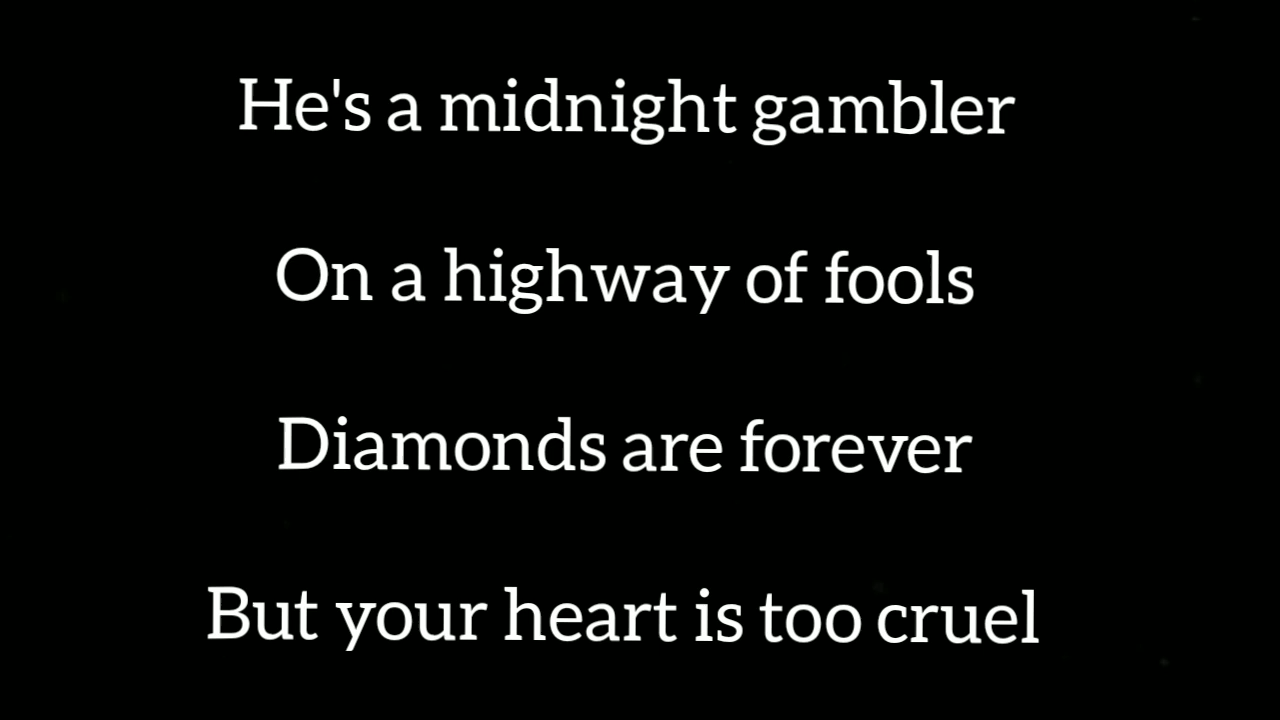 He's a midnight gambler
On a highway of fools
Diamonds are forever
But your heart is too cruel